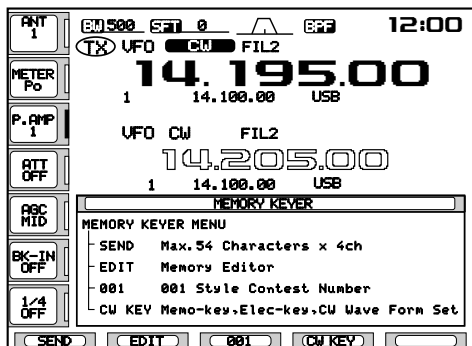 ANT 1
BW 500 SFT 0 BPF 12:00
TX VFO CW FIL2
METER Po
14.195.00
1 14.100.00 USB
P.AMP 1
VFO CW FIL2
14.205.00
ATT OFF
1 14.100.00 USB
MEMORY KEYER
AGC MID
MEMORY KEYER MENU
SEND Max.54 Characters x 4ch
BK-IN OFF
EDIT Memory Editor
001 001 Style Contest Number
1/4 OFF
CW KEY Memo-key,Elec-key,CW Wave Form Set
SEND EDIT 001 CW KEY